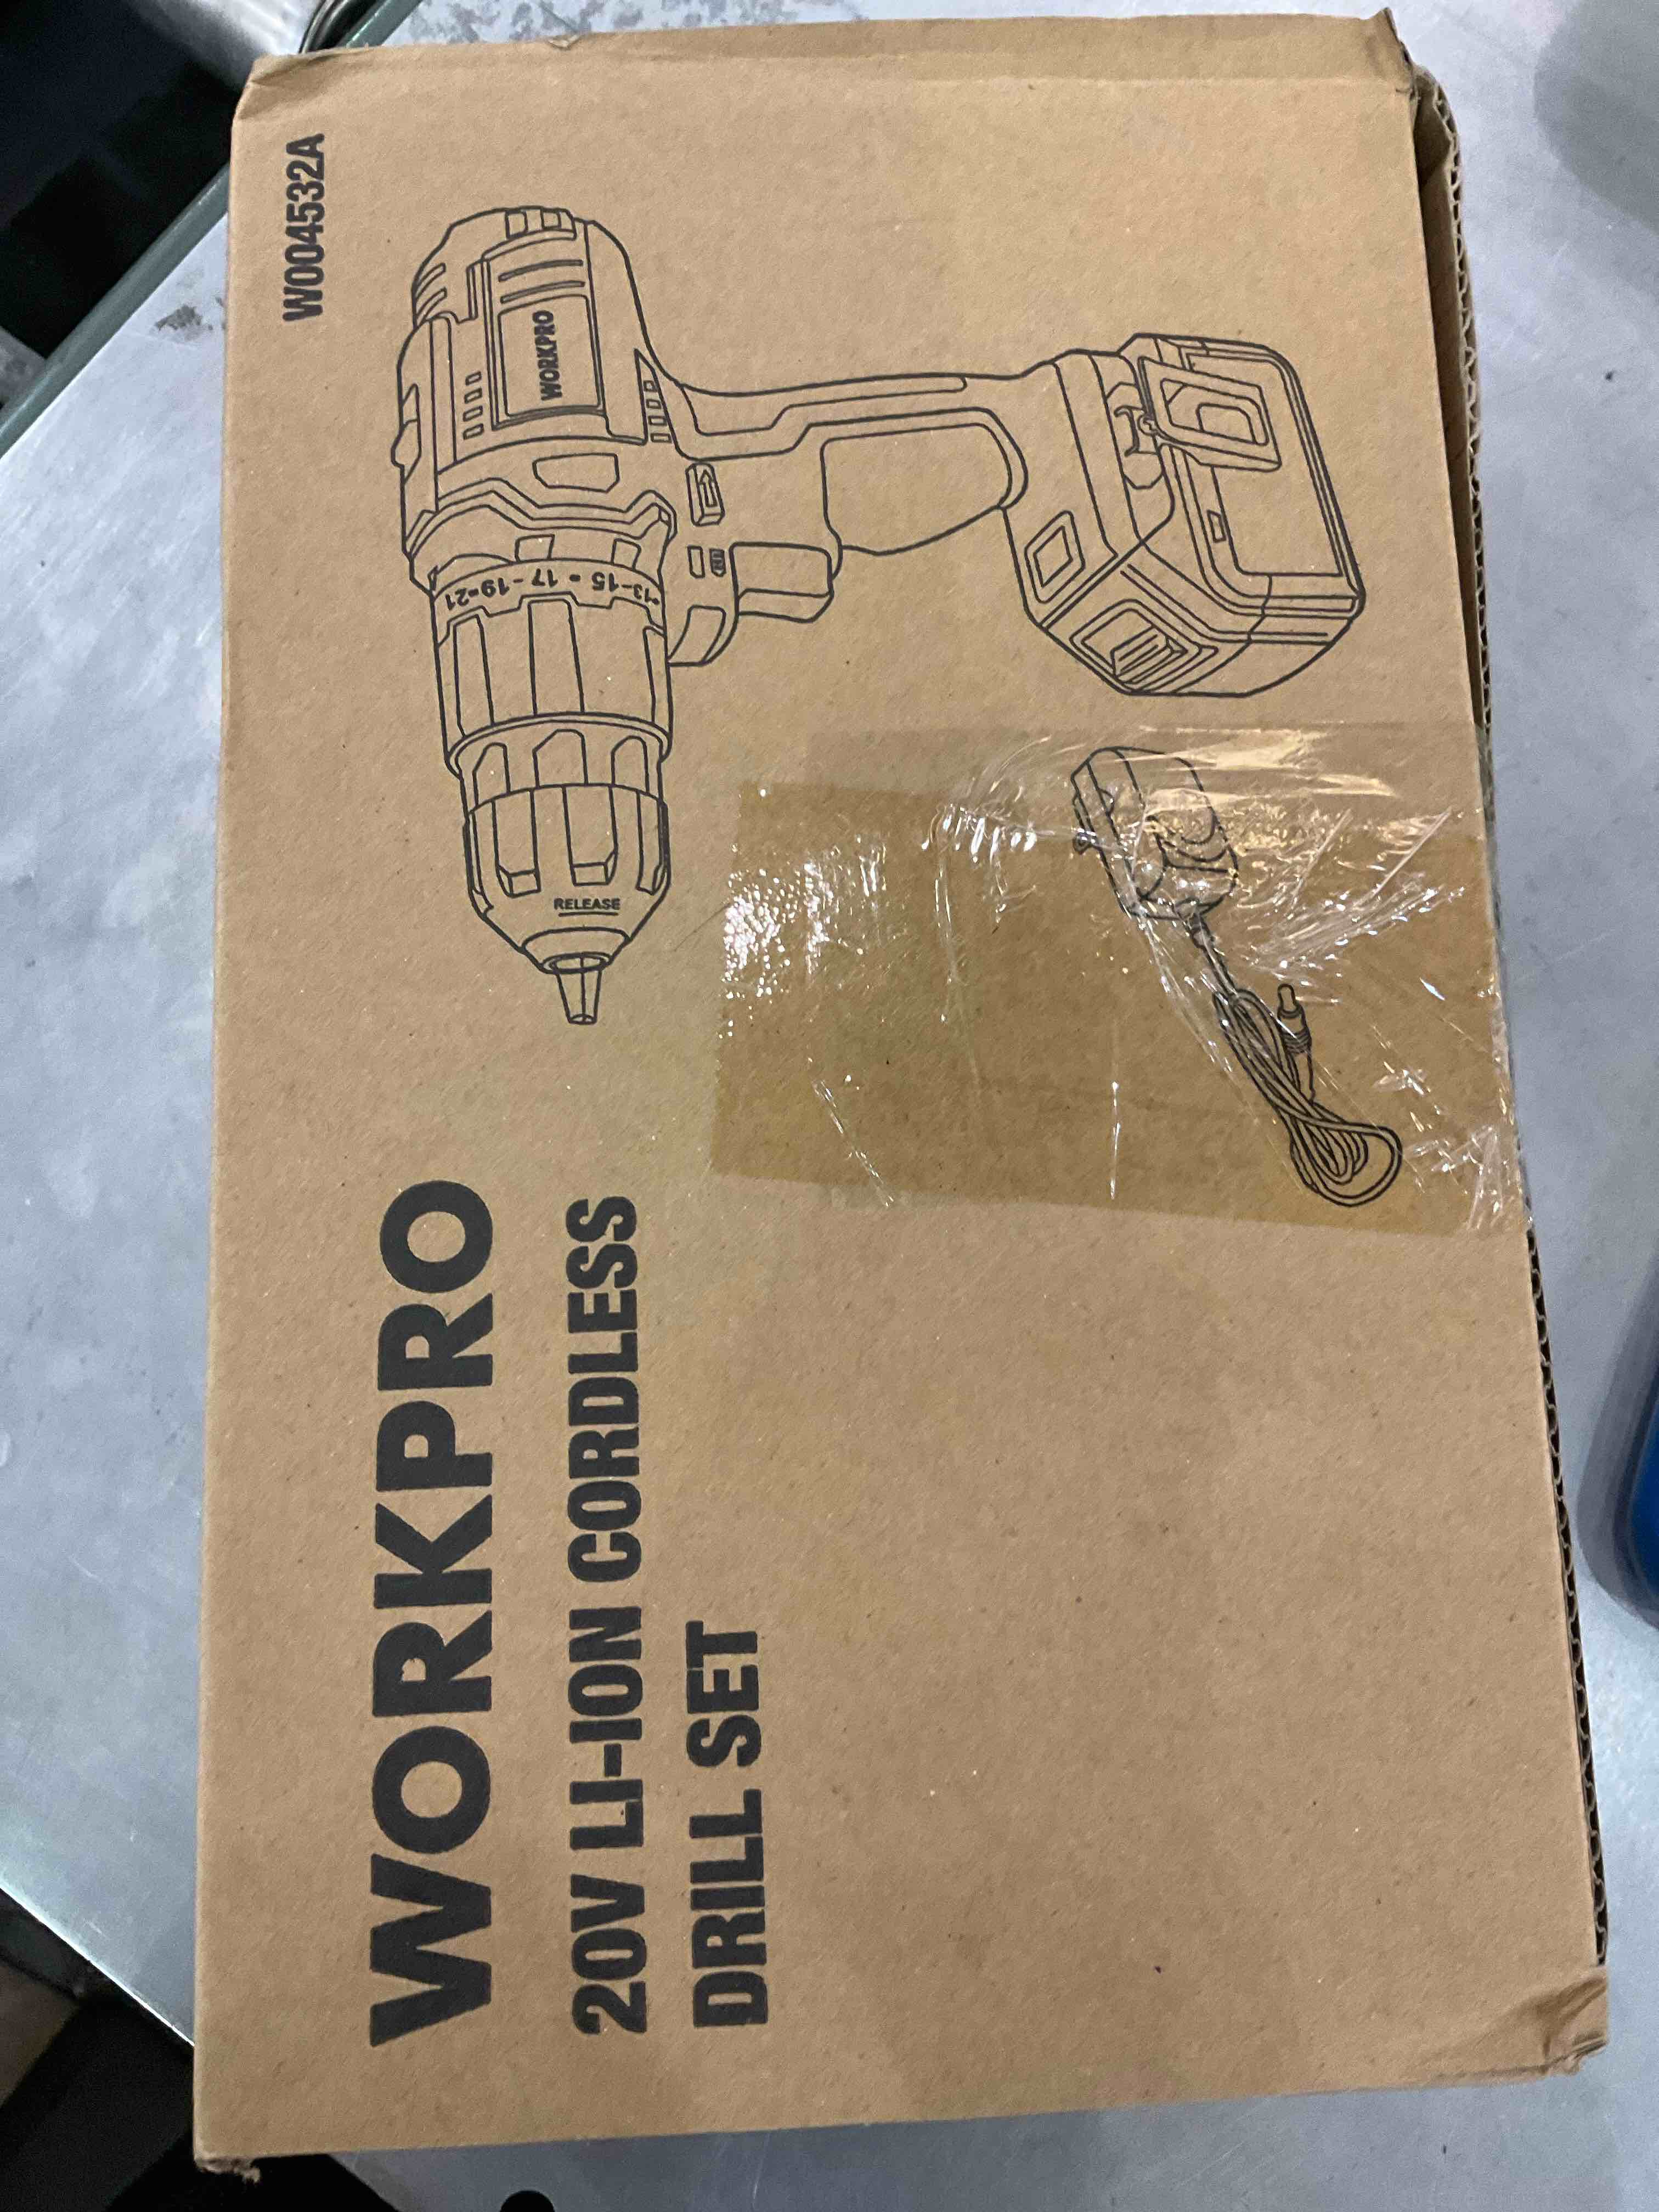 WORKPRO
20V LI-ION CORDLESS
DRILL SET
W004532A
WORKPRO
13-15-17-19-21
RELEASE